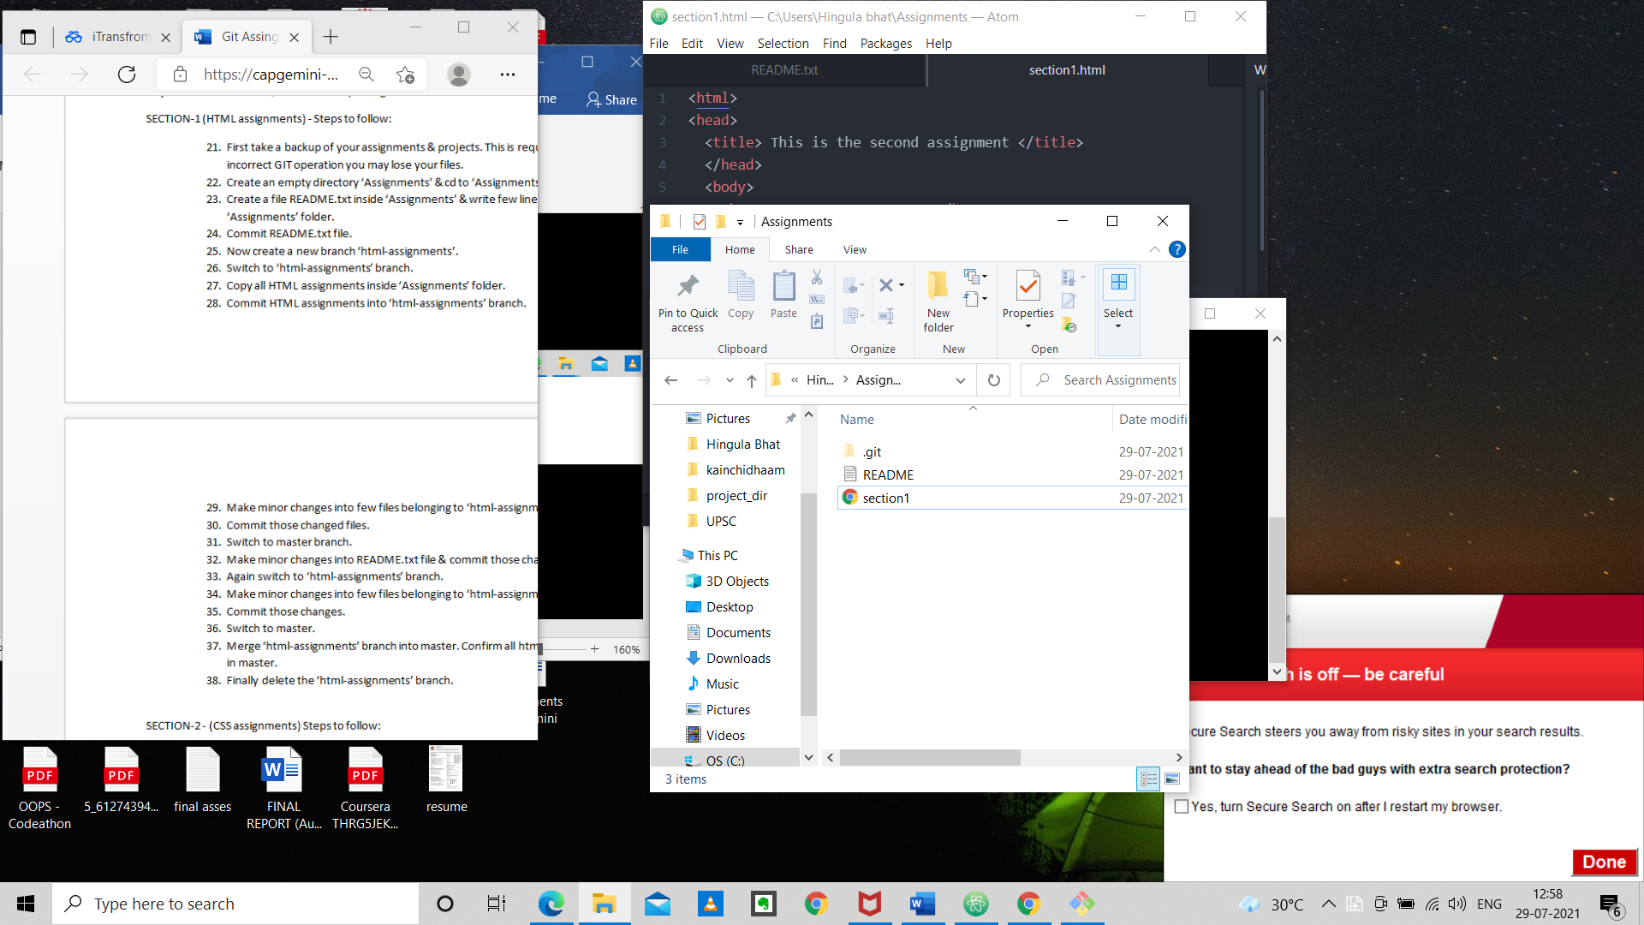 iTransfrom
Git Assing
https://capgemini-...
SECTION-1 (HTML assignments) - Steps to follow:
21. First take a backup of your assignments & projects. This is requ
incorrect GIT operation you may lose your files.
22. Create an empty directory ‘Assignments’ & cd to ‘Assignments
23. Create a file README.txt inside ‘Assignments’ & write few line
‘Assignments’ folder.
24. Commit README.txt file.
25. Now create a new branch ‘html-assignments’.
26. Switch to ‘html-assignments’ branch.
27. Copy all HTML assignments inside ‘Assignments’ folder.
28. Commit HTML assignments into ‘html-assignments’ branch.
29. Make minor changes into few files belonging to ‘html-assignm
30. Commit those changed files.
31. Switch to master branch.
32. Make minor changes into README.txt file & commit those cha
33. Again switch to ‘html-assignments’ branch.
34. Make minor changes into few files belonging to ‘html-assignm
35. Commit those changes.
36. Switch to master.
37. Merge ‘html-assignments’ branch into master. Confirm all htm
in master.
38. Finally delete the ‘html-assignments’ branch.
SECTION-2 - (CSS assignments) Steps to follow:
me
Share
160%
ents
mini
section1.html — C:\Users\Hingula bhat\Assignments — Atom
File Edit View Selection Find Packages Help
README.txt
section1.html
W
1 <html>
2 <head>
3 <title> This is the second assignment </title>
4 </head>
5 <body>
Assignments
File Home Share View
Pin to Quick
access
Copy
Paste
New
folder
Properties
Select
Clipboard
Organize
New
Open
« Hin... > Assign...
Search Assignments
Name
Date modifi
.git 29-07-2021
README 29-07-2021
section1 29-07-2021
Pictures
Hingula Bhat
kainchidhaam
project_dir
UPSC
This PC
3D Objects
Desktop
Documents
Downloads
Music
Pictures
Videos
OS (C:)
3 items
h is off — be careful
cure Search steers you away from risky sites in your search results.
ant to stay ahead of the bad guys with extra search protection?
Yes, turn Secure Search on after I restart my browser.
Done
PDF
OOPS -
Codeathon
PDF
5_61274394...
final asses
W
FINAL
REPORT (Au...
PDF
Coursera
THRG5JEK...
resume
Type here to search
30°C
ENG
12:58
29-07-2021
6